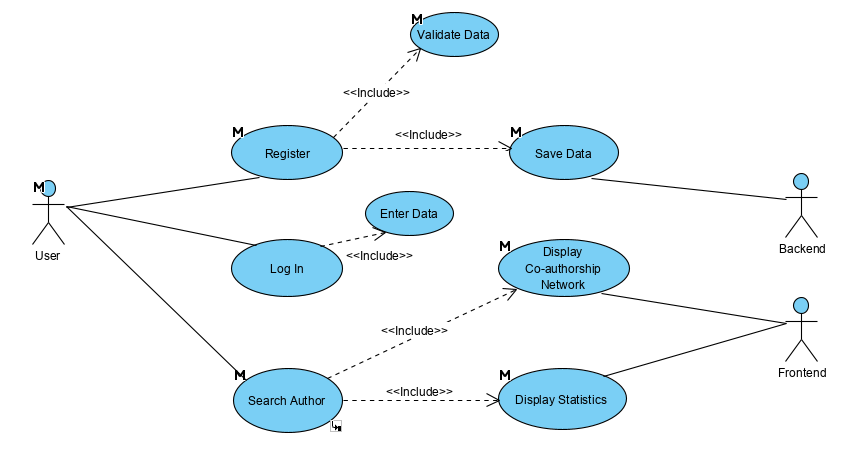 M
Validate Data
<<Include>>
M
Register
<<Include>>
M
Save Data
M
User
Enter Data
Backend
Log In
<<Include>>
M
Display
Co-authorship
Network
<<Include>>
Frontend
M
Search Author
<<Include>>
M
Display Statistics